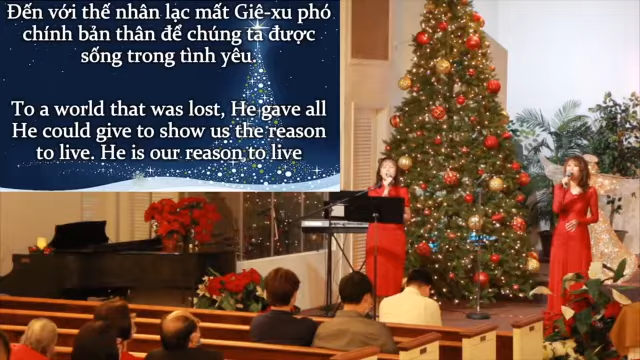 Đến với thế nhân lạc mất Giê-xu phó
chính bản thân để chúng ta được
sống trong tình yêu.
To a world that was lost, He gave all
He could give to show us the reason
to live. He is our reason to live